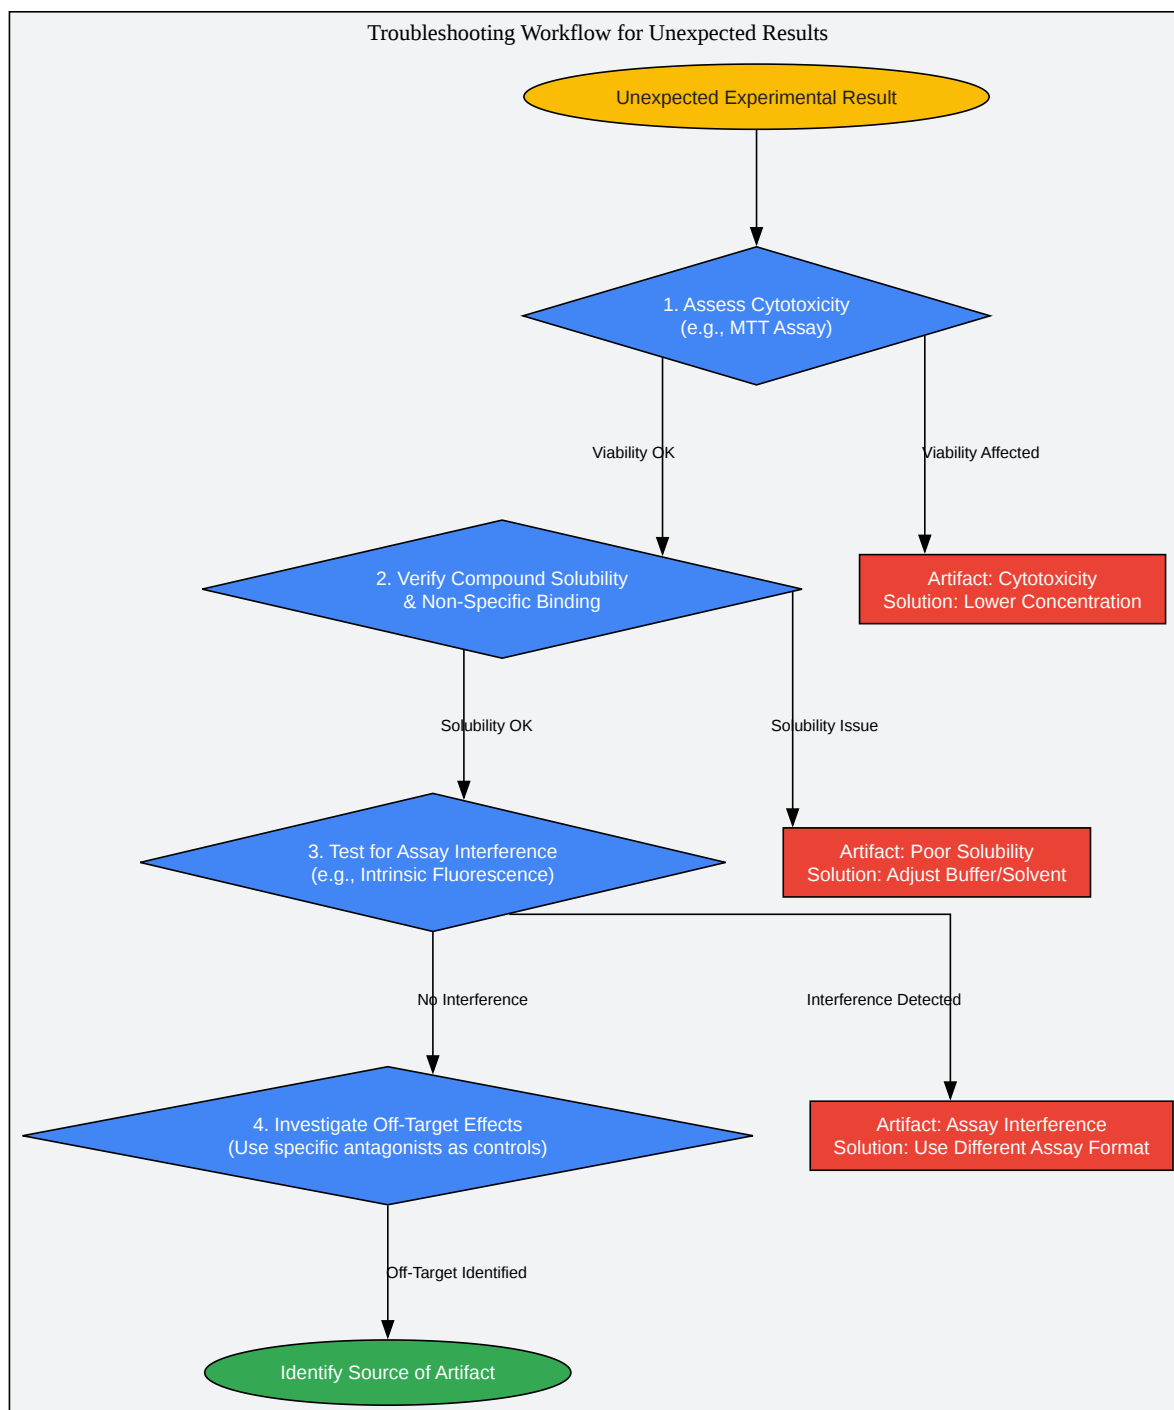 Troubleshooting Workflow for Unexpected Results
Unexpected Experimental Result
1. Assess Cytotoxicity
(e.g., MTT Assay)
Viability OK
Viability Affected
2. Verify Compound Solubility
& Non-Specific Binding
Artifact: Cytotoxicity
Solution: Lower Concentration
Solubility OK
Solubility Issue
3. Test for Assay Interference
(e.g., Intrinsic Fluorescence)
Artifact: Poor Solubility
Solution: Adjust Buffer/Solvent
No Interference
Interference Detected
4. Investigate Off-Target Effects
(Use specific antagonists as controls)
Artifact: Assay Interference
Solution: Use Different Assay Format
Off-Target Identified
Identify Source of Artifact